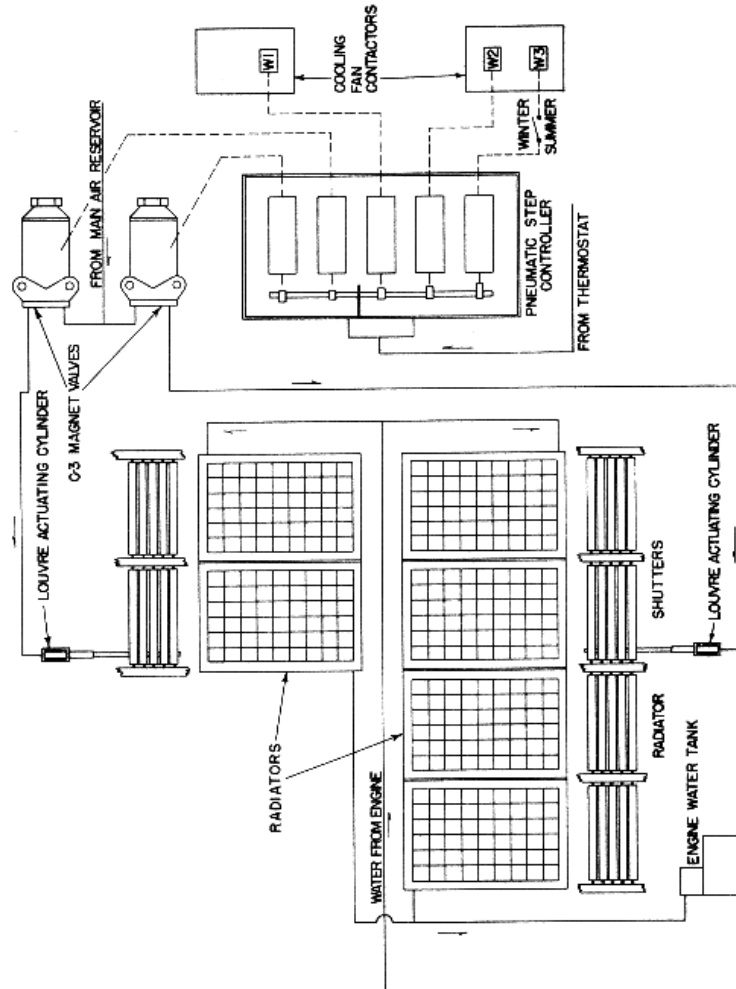 LOUVRE ACTUATING CYLINDER
C-3 MAGNET VALVES
FROM MAIN AIR RESERVOIR
COOLING
FAN
CONTACTORS
W1
W2
W3
WINTER
SUMMER
PNEUMATIC STEP
CONTROLLER
FROM THERMOSTAT
RADIATORS
WATER FROM ENGINE
RADIATOR SHUTTERS
LOUVRE ACTUATING CYLINDER
ENGINE WATER TANK